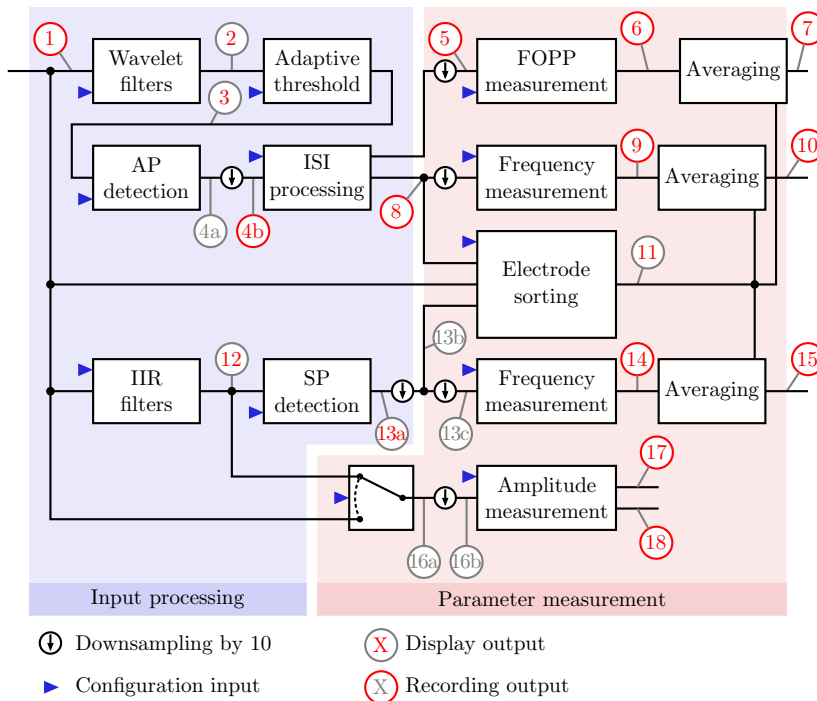 1
2
5
6
7
Wavelet
filters
Adaptive
threshold
FOPP
measurement
Averaging
3
AP
detection
ISI
processing
Frequency
measurement
Averaging
9
10
4a
4b
8
Electrode
sorting
11
12
13b
14
15
IIR
filters
SP
detection
Frequency
measurement
Averaging
13a
13c
17
Amplitude
measurement
16a
16b
18
Input processing
Parameter measurement
Downsampling by 10
X Display output
Configuration input
X Recording output